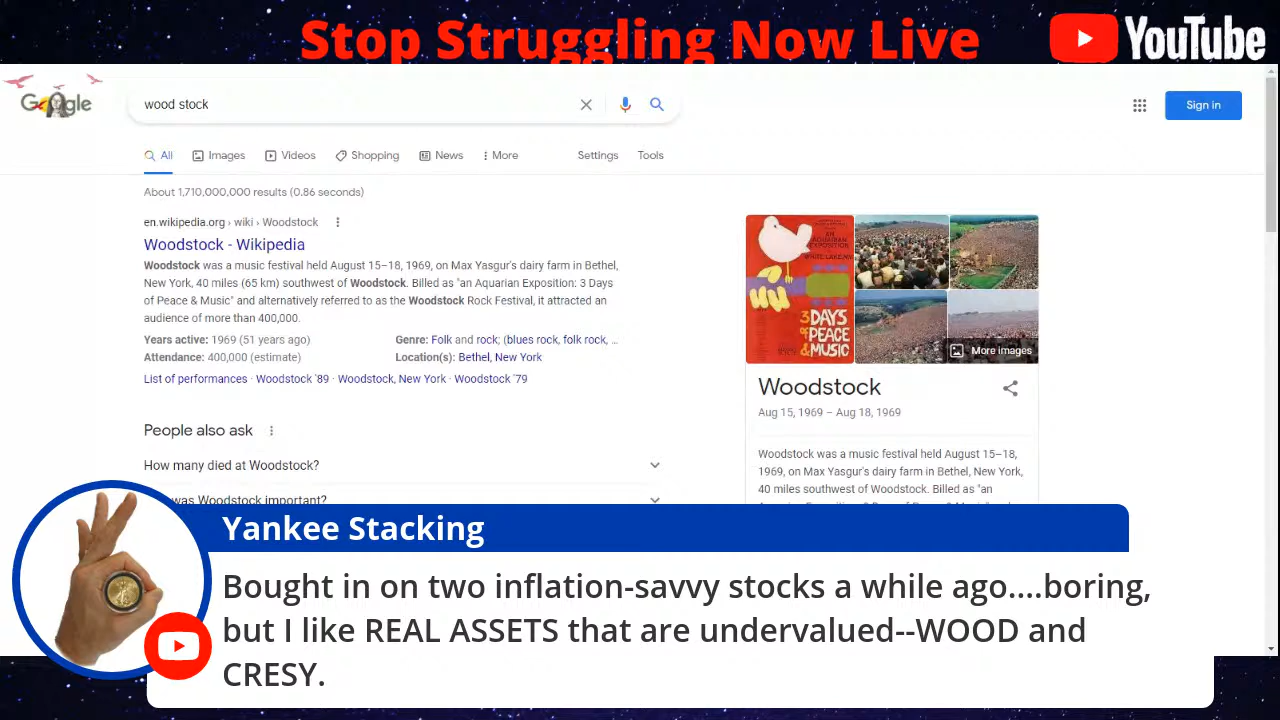 Stop Struggling Now Live
YouTube
Google
wood stock
Sign in
All Images Videos Shopping News More Settings Tools
About 1,710,000,000 results (0.86 seconds)
en.wikipedia.org › wiki › Woodstock
Woodstock - Wikipedia
Woodstock was a music festival held August 15–18, 1969, on Max Yasgur's dairy farm in Bethel,
New York, 40 miles (65 km) southwest of Woodstock. Billed as "an Aquarian Exposition: 3 Days
of Peace & Music" and alternatively referred to as the Woodstock Rock Festival, it attracted an
audience of more than 400,000.
Years active: 1969 (51 years ago) Genre: Folk and rock; (blues rock, folk rock, ...
Attendance: 400,000 (estimate) Location(s): Bethel, New York
List of performances · Woodstock '89 · Woodstock, New York · Woodstock '79
People also ask
How many died at Woodstock?
was Woodstock important?
AN
AQUARIAN
EXPOSITION
WHITE LAKE, N.Y.
3 DAYS
of PEACE
& MUSIC
More images
Woodstock
Aug 15, 1969 – Aug 18, 1969
Woodstock was a music festival held August 15–18,
1969, on Max Yasgur's dairy farm in Bethel, New York,
40 miles southwest of Woodstock. Billed as "an
Yankee Stacking
Bought in on two inflation-savvy stocks a while ago....boring,
but I like REAL ASSETS that are undervalued--WOOD and
CRESY.